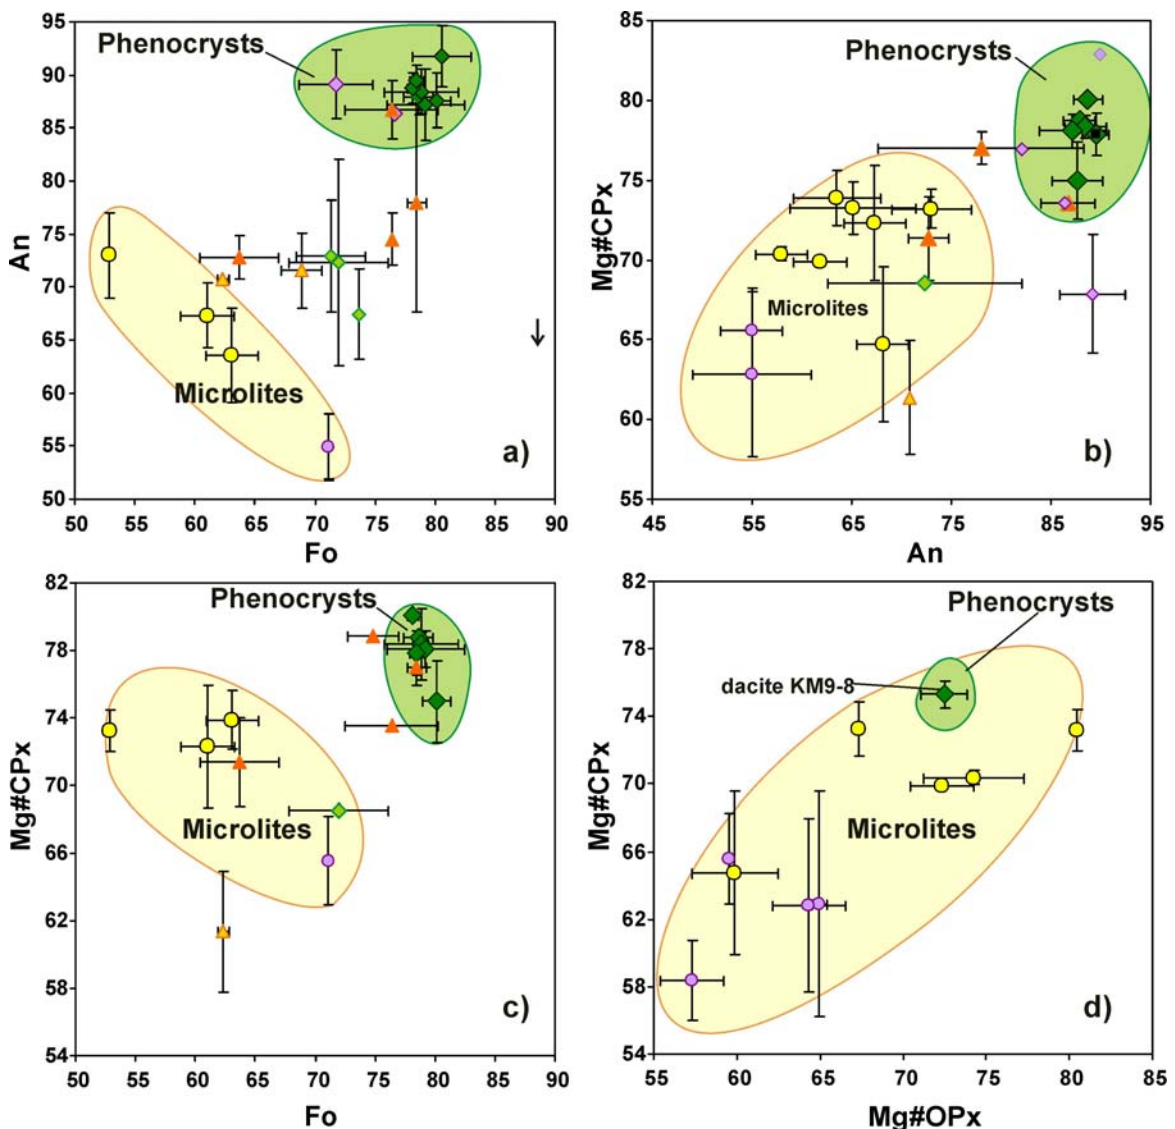 95
90
85
80
75
70
65
60
55
50
An
Phenocrysts
Microlites
a)
50 55 60 65 70 75 80 85 90
Fo
85
80
75
70
65
60
55
Mg#CPx
Phenocrysts
Microlites
b)
45 55 65 75 85 95
An
82
78
74
70
66
62
58
54
Mg#CPx
Phenocrysts
Microlites
c)
50 55 60 65 70 75 80 85 90
Fo
82
78
74
70
66
62
58
54
Mg#CPx
Phenocrysts
dacite KM9-8
Microlites
d)
55 60 65 70 75 80 85
Mg#OPx